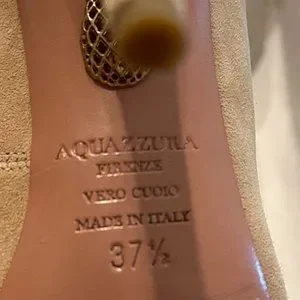 AQUAZZURA
FIRENZE
VERO CUOIO
MADE IN ITALY
37½